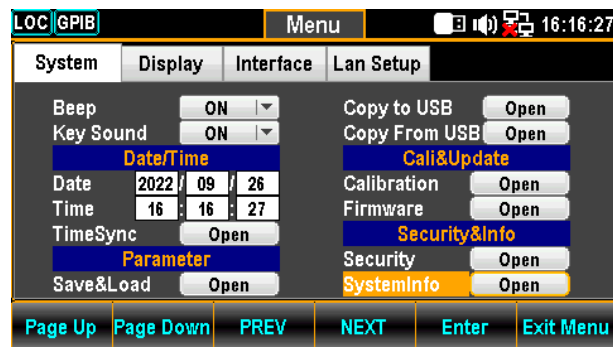 LOC GPIB Menu 16:16:27
System Display Interface Lan Setup
Beep ON
Key Sound ON
Date/Time
Date 2022 / 09 / 26
Time 16 : 16 : 27
TimeSync Open
Parameter
Save&Load Open
Copy to USB Open
Copy From USB Open
Cali&Update
Calibration Open
Firmware Open
Security&Info
Security Open
SystemInfo Open
Page Up Page Down PREV NEXT Enter Exit Menu